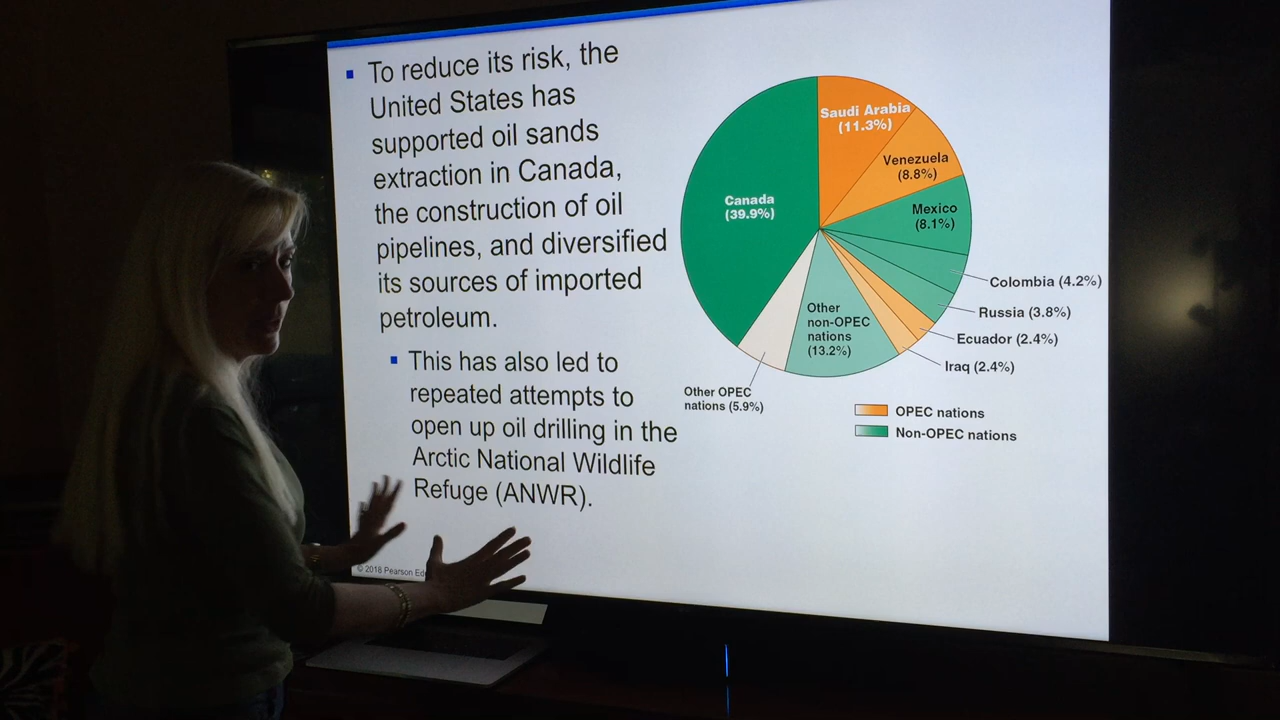 To reduce its risk, the
United States has
supported oil sands
extraction in Canada,
the construction of oil
pipelines, and diversified
its sources of imported
petroleum.
This has also led to
repeated attempts to
open up oil drilling in the
Arctic National Wildlife
Refuge (ANWR).
Saudi Arabia
(11.3%)
Venezuela
(8.8%)
Mexico
(8.1%)
Colombia (4.2%)
Russia (3.8%)
Ecuador (2.4%)
Iraq (2.4%)
Other
non-OPEC
nations
(13.2%)
Other OPEC
nations (5.9%)
Canada
(39.9%)
OPEC nations
Non-OPEC nations
© 2016 Pearson